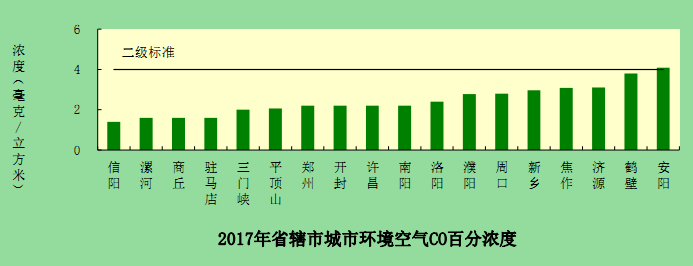 6
二级标准
4
2
0
浓度（毫克/立方米）
信阳 漯河 商丘 驻马店 三门峡 平顶山 郑州 开封 许昌 南阳 洛阳 濮阳 周口 新乡 焦作 济源 鹤壁 安阳
2017年省辖市城市环境空气CO百分浓度